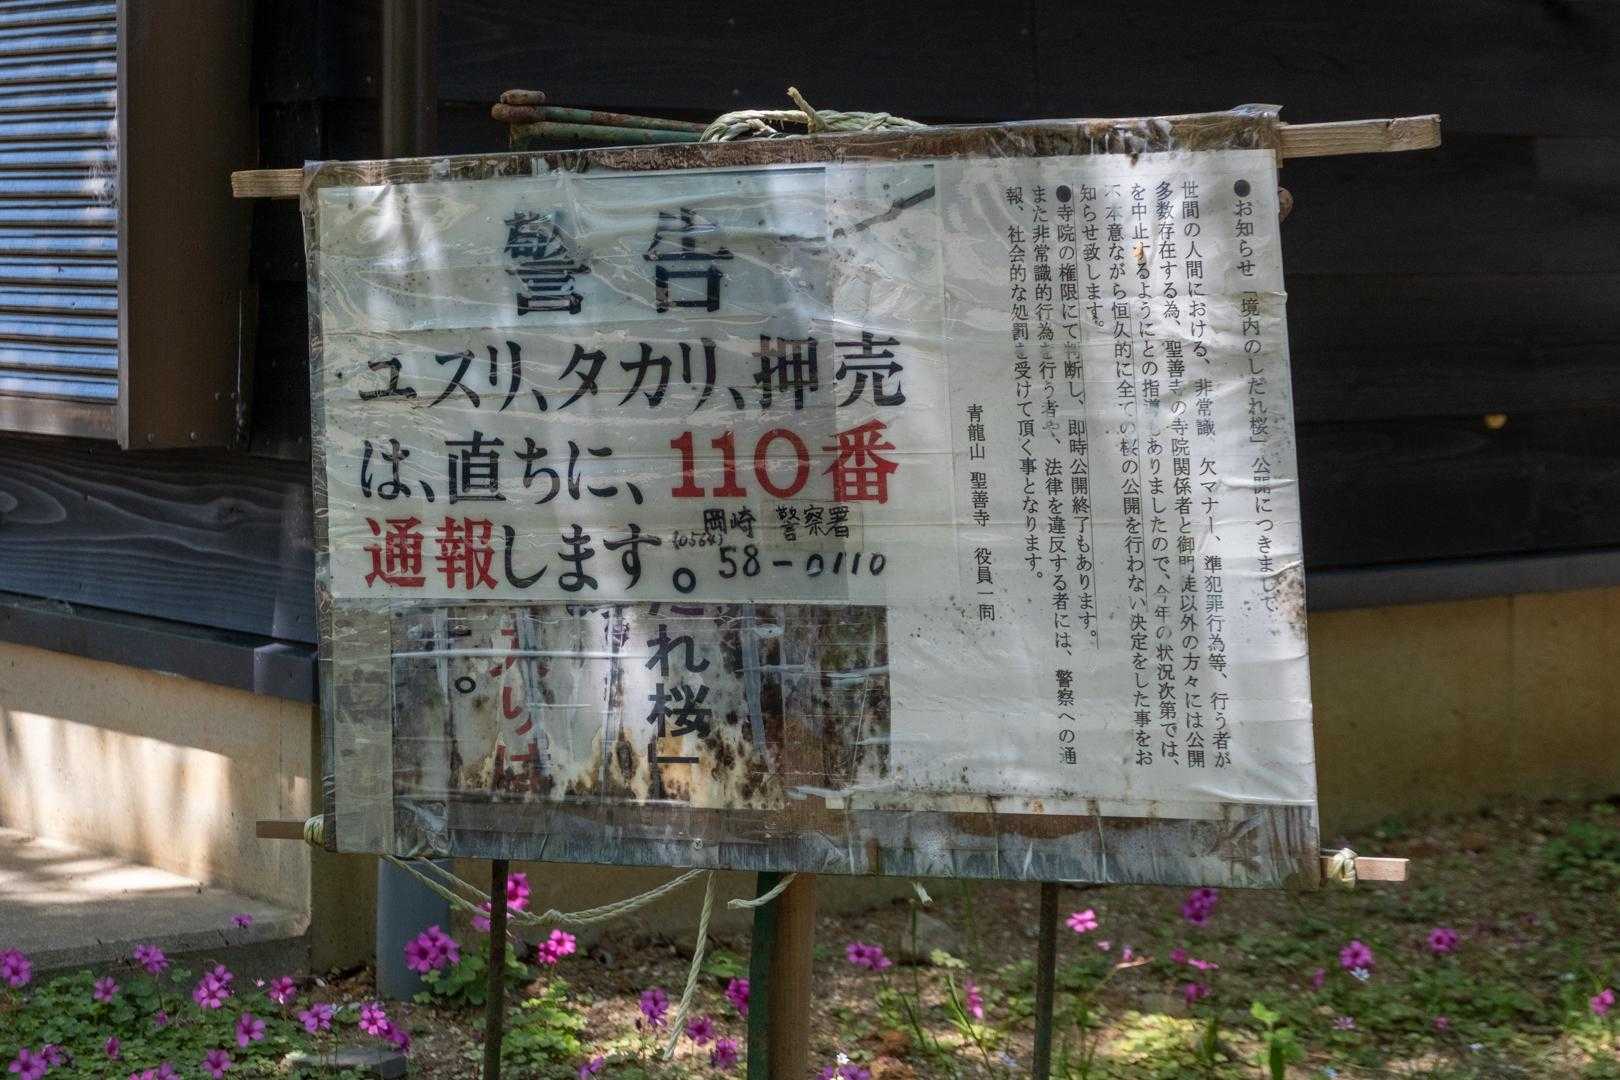 ●お知らせ 「境内のしだれ桜」 公開につきまして、
世間の人間における、非常識、欠マナー、準犯罪行為等、行う者が
多数存在する為、聖善寺の寺院関係者と御門徒以外の方々には公開
を中止するようにとの指導もありましたので、今年の状況次第では、
不本意ながら恒久的に全ての桜の公開を行わない決定をした事をお
知らせ致します。
●寺院の権限にて判断し、即時公開終了もあります。
また非常識的行為を行う者や、法律を違反する者には、警察への通
報、社会的な処罰を受けて頂く事となります。
青龍山 聖善寺 役員一同
警告
ユスリ、タカリ、押売
は、直ちに、110番
通報します。
岡崎 警察署
(0564) 58-0110
だれ桜」
入りは
す。